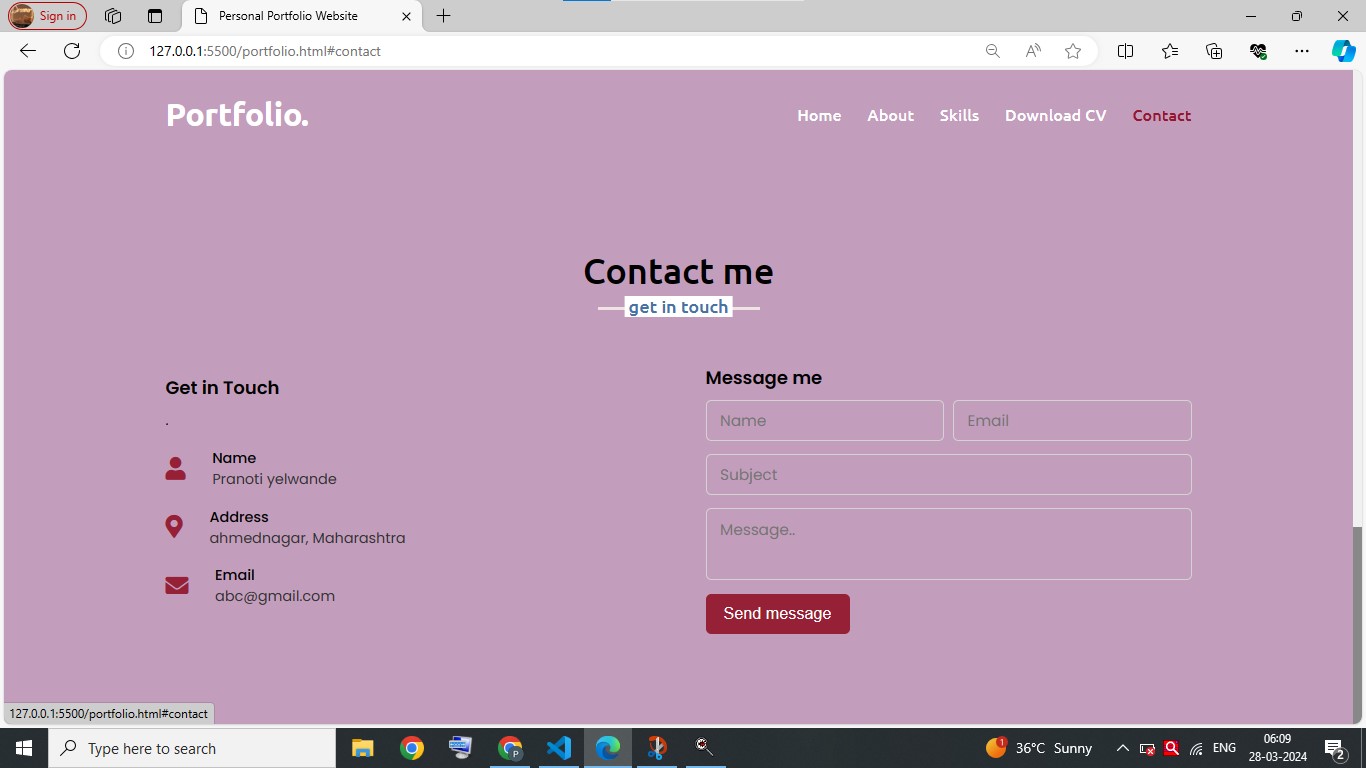 Sign in
Personal Portfolio Website
127.0.0.1:5500/portfolio.html#contact
Portfolio.
Home About Skills Download CV Contact
Contact me
get in touch
Get in Touch
.
Name
Pranoti yelwande
Address
ahmednagar, Maharashtra
Email
abc@gmail.com
Message me
Name Email
Subject
Message..
Send message
127.0.0.1:5500/portfolio.html#contact
Type here to search
P
1
36°C Sunny
ENG
06:09
28-03-2024
2